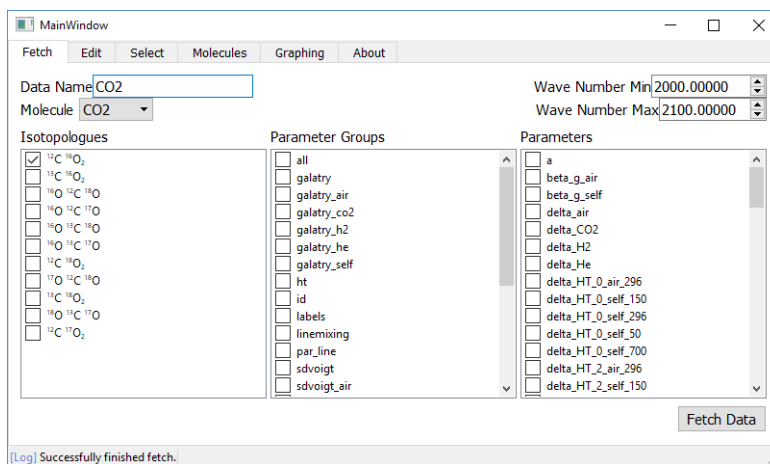 MainWindow
Fetch Edit Select Molecules Graphing About
Data Name CO2 Wave Number Min 2000.00000
Molecule CO2 Wave Number Max 2100.00000
Isotopologues Parameter Groups Parameters
¹²C ¹⁶O₂ all a
¹³C ¹⁶O₂ galatry beta_g_air
¹⁶O ¹²C ¹⁸O galatry_air beta_g_self
¹⁶O ¹²C ¹⁷O galatry_co2 delta_air
¹⁶O ¹³C ¹⁸O galatry_h2 delta_CO2
¹⁶O ¹³C ¹⁷O galatry_he delta_H2
¹²C ¹⁸O₂ galatry_self delta_He
¹⁷O ¹²C ¹⁸O ht delta_HT_0_air_296
¹³C ¹⁸O₂ id delta_HT_0_self_150
¹⁸O ¹³C ¹⁷O labels delta_HT_0_self_296
¹²C ¹⁷O₂ linemixing delta_HT_0_self_50
par_line delta_HT_0_self_700
sdvoigt delta_HT_2_air_296
sdvoigt_air delta_HT_2_self_150
Fetch Data
[Log] Successfully finished fetch.